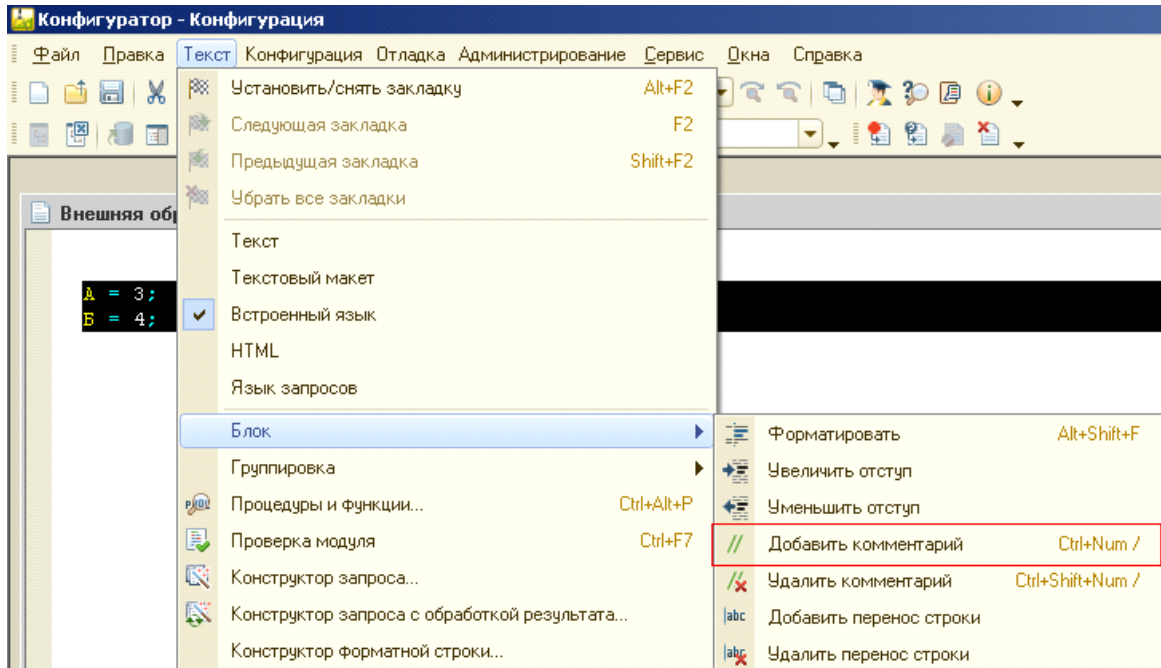 Конфигуратор - Конфигурация
Файл Правка Текст Конфигурация Отладка Администрирование Сервис Окна Справка
Установить/снять закладку Alt+F2
Следующая закладка F2
Предыдущая закладка Shift+F2
Убрать все закладки
Внешняя обр
Текст
Текстовый макет
А = 3;
Встроенный язык
Б = 4;
HTML
Язык запросов
Блок
Форматировать Alt+Shift+F
Группировка
Увеличить отступ
Процедуры и функции... Ctrl+Alt+P
Уменьшить отступ
Проверка модуля Ctrl+F7
Добавить комментарий Ctrl+Num /
Конструктор запроса...
Удалить комментарий Ctrl+Shift+Num /
Конструктор запроса с обработкой результата...
Добавить перенос строки
Конструктор форматной строки...
Удалить перенос строки